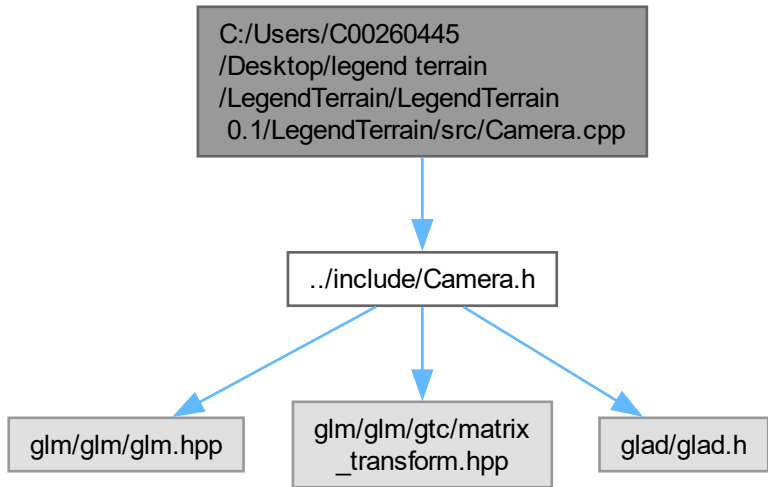 C:/Users/C00260445
/Desktop/legend terrain
/LegendTerrain/LegendTerrain
0.1/LegendTerrain/src/Camera.cpp
../include/Camera.h
glm/glm/glm.hpp
glm/glm/gtc/matrix
_transform.hpp
glad/glad.h